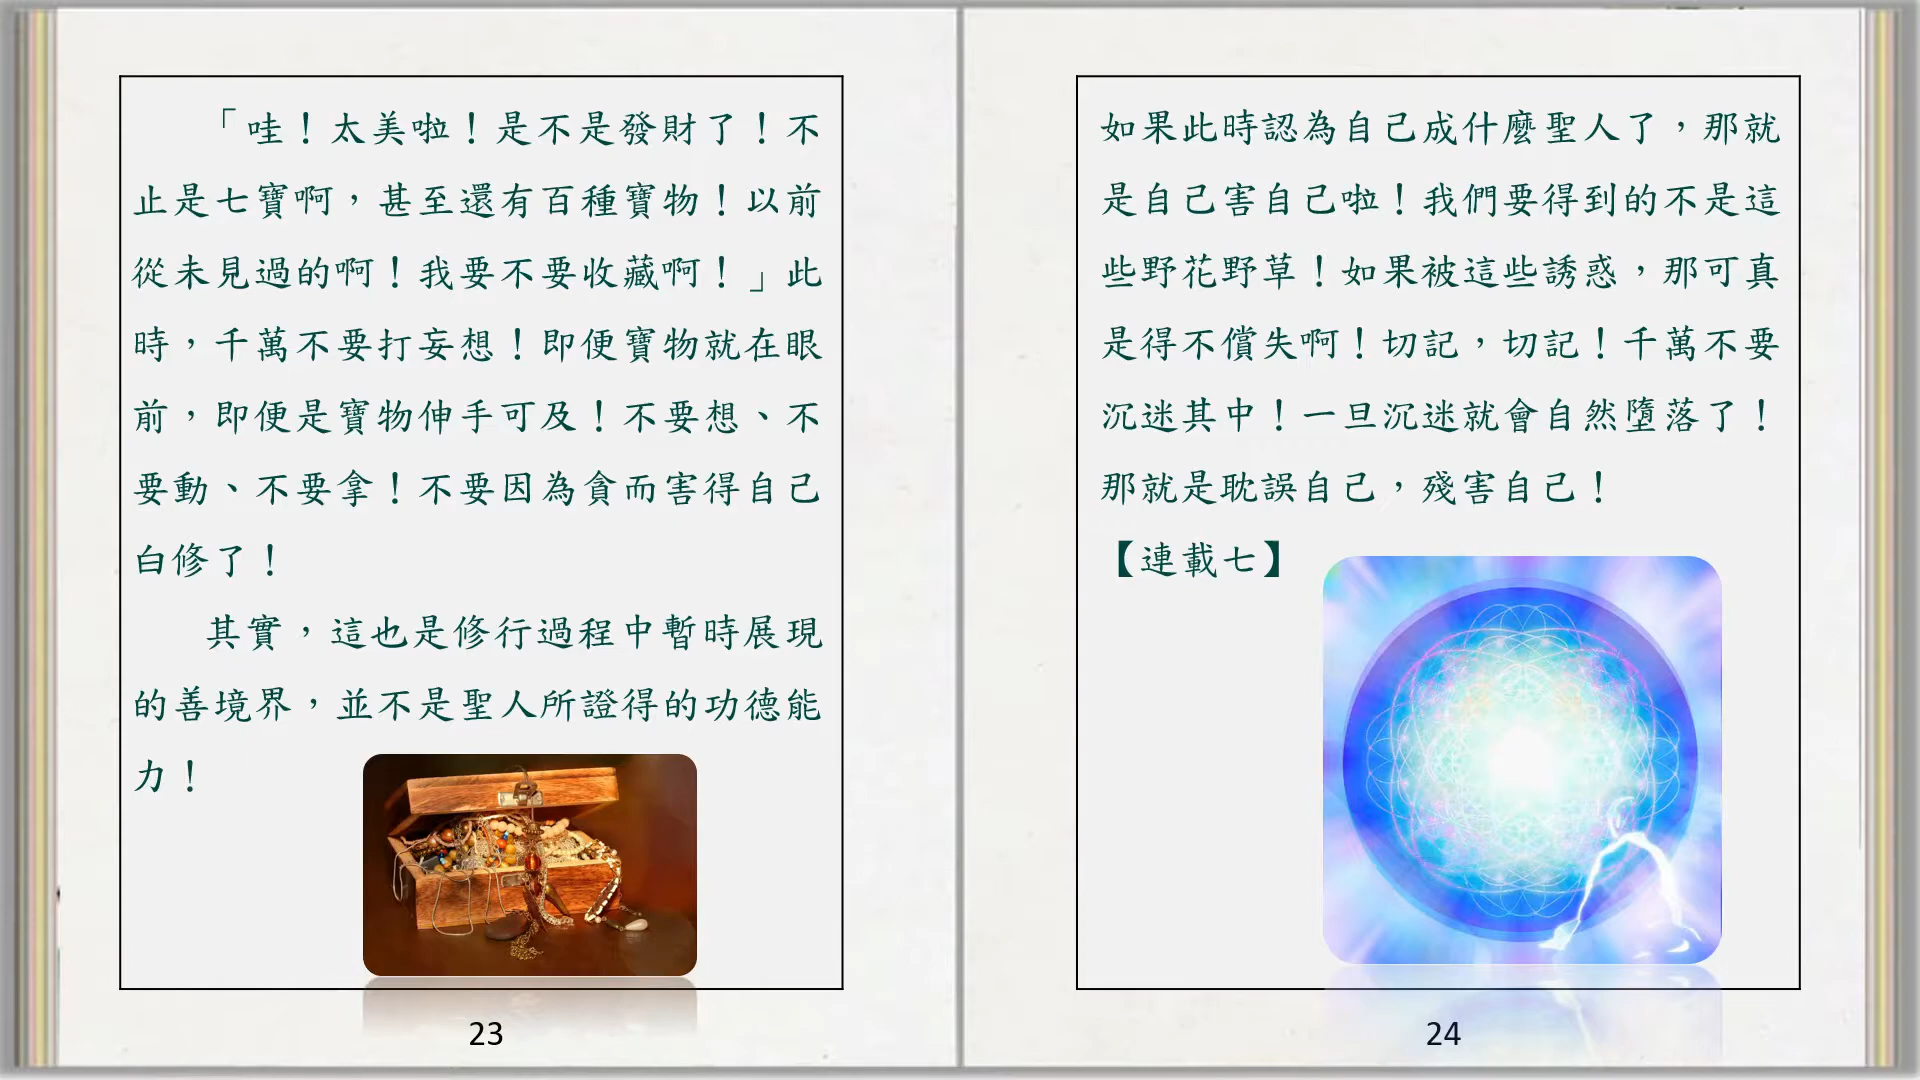 「哇！太美啦！是不是發財了！不
止是七寶啊，甚至還有百種寶物！以前
從未見過的啊！我要不要收藏啊！」此
時，千萬不要打妄想！即便寶物就在眼
前，即便是寶物伸手可及！不要想、不
要動、不要拿！不要因為貪而害得自己
白修了！
其實，這也是修行過程中暫時展現
的善境界，並不是聖人所證得的功德能
力！
23
如果此時認為自己成什麼聖人了，那就
是自己害自己啦！我們要得到的不是這
些野花野草！如果被這些誘惑，那可真
是得不償失啊！切記，切記！千萬不要
沉迷其中！一旦沉迷就會自然墮落了！
那就是耽誤自己，殘害自己！
【連載七】
24